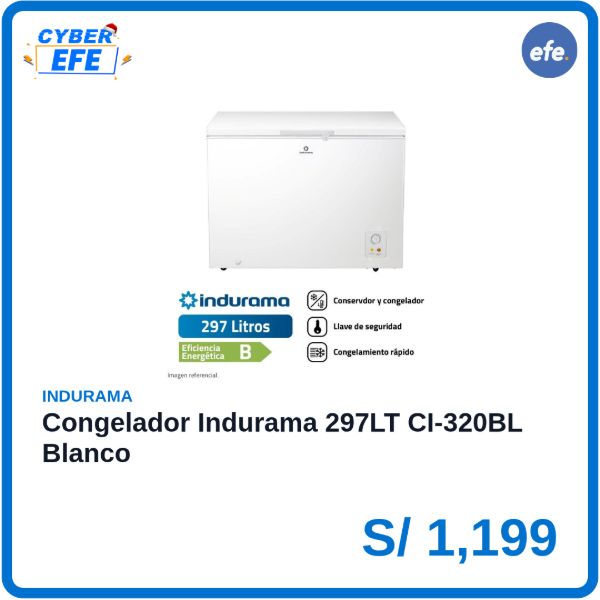 CYBER
EFE
efe.
indurama
indurama
297 Litros
Eficiencia
Energética
B
Conservdor y congelador
Llave de seguridad
Congelamiento rápido
Imagen referencial.
INDURAMA
Congelador Indurama 297LT CI-320BL
Blanco
S/ 1,199